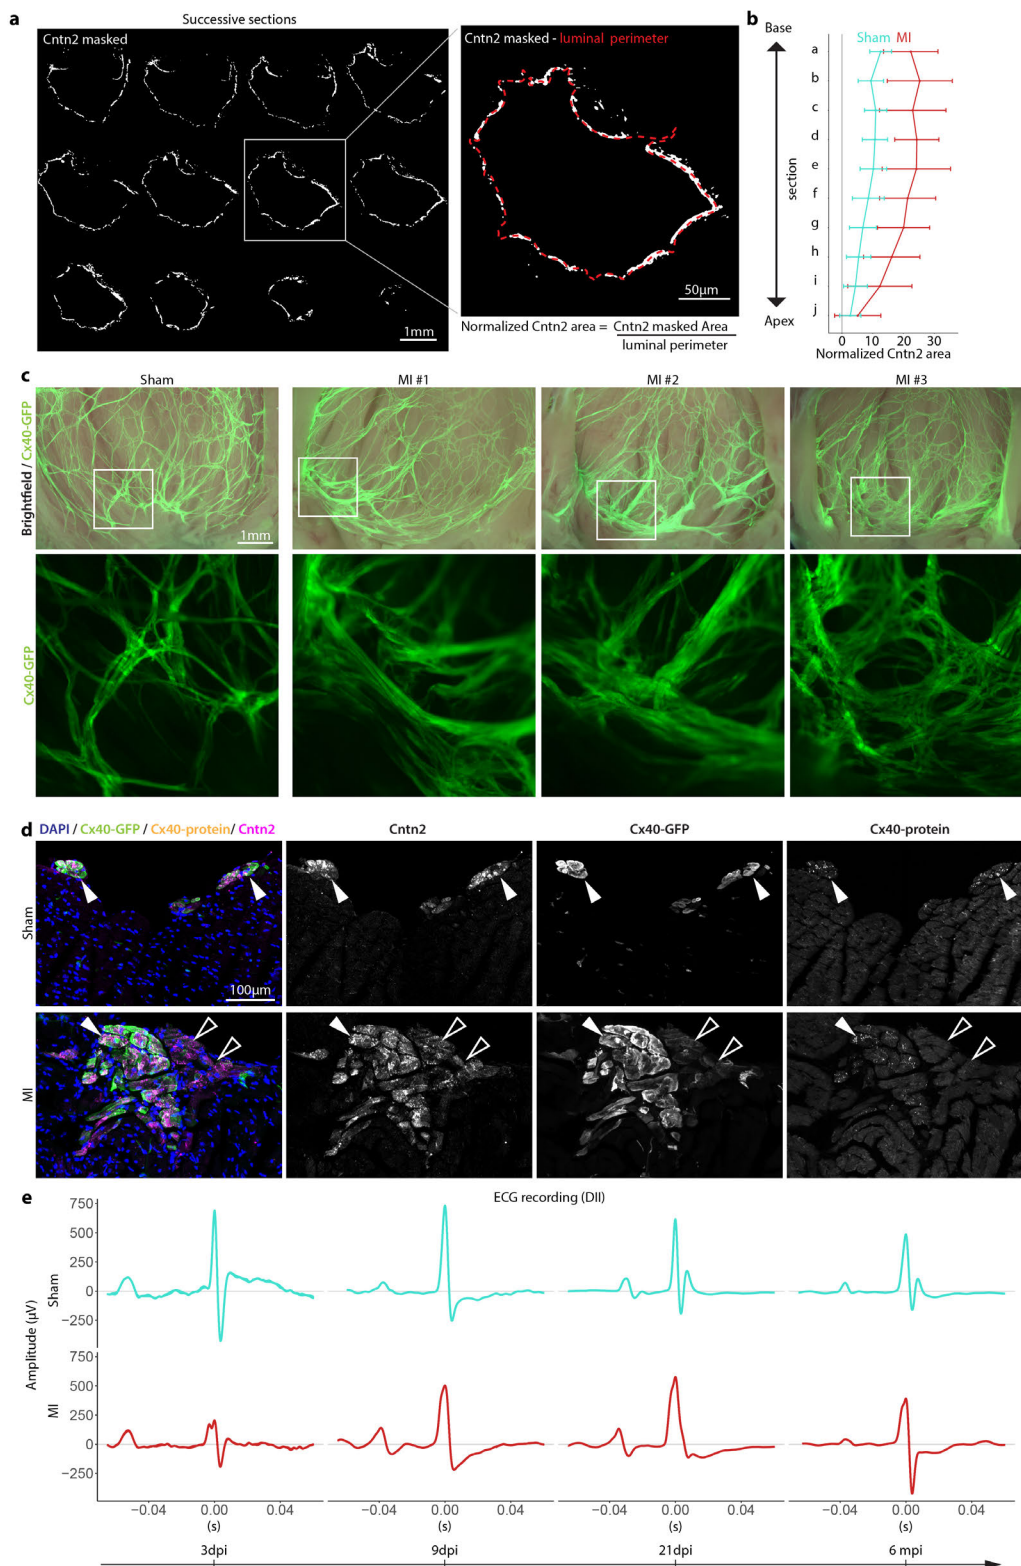 a
Successive sections
Cntn2 masked
1mm
Cntn2 masked - luminal perimeter
50μm
Normalized Cntn2 area = Cntn2 masked Area
luminal perimeter
b
Base
Apex
section
Sham MI
a
b
c
d
e
f
g
h
i
j
0 10 20 30
Normalized Cntn2 area
c
Sham
MI #1
MI #2
MI #3
Brightfield / Cx40-GFP
1mm
Cx40-GFP
d
DAPI / Cx40-GFP / Cx40-protein/ Cntn2
Cntn2
Cx40-GFP
Cx40-protein
Sham
100μm
MI
e
ECG recording (DII)
Amplitude (μV)
Sham
750
500
250
0
−250
MI
750
500
250
0
−250
−0.04 0.00 0.04
(s)
−0.04 0.00 0.04
(s)
−0.04 0.00 0.04
(s)
−0.04 0.00 0.04
(s)
3dpi
9dpi
21dpi
6 mpi